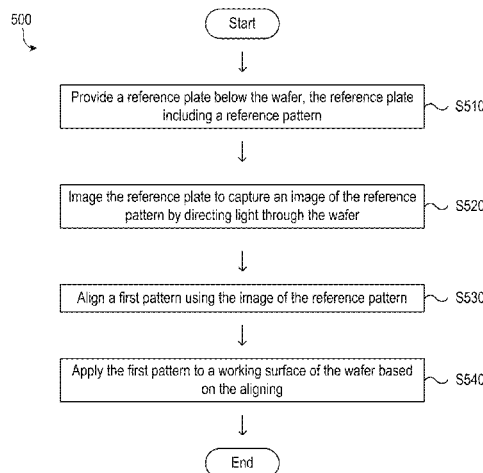 500
Start
Provide a reference plate below the wafer, the reference plate
including a reference pattern
S510
Image the reference plate to capture an image of the reference
pattern by directing light through the wafer
S520
Align a first pattern using the image of the reference pattern
S530
Apply the first pattern to a working surface of the wafer based
on the aligning
S540
End